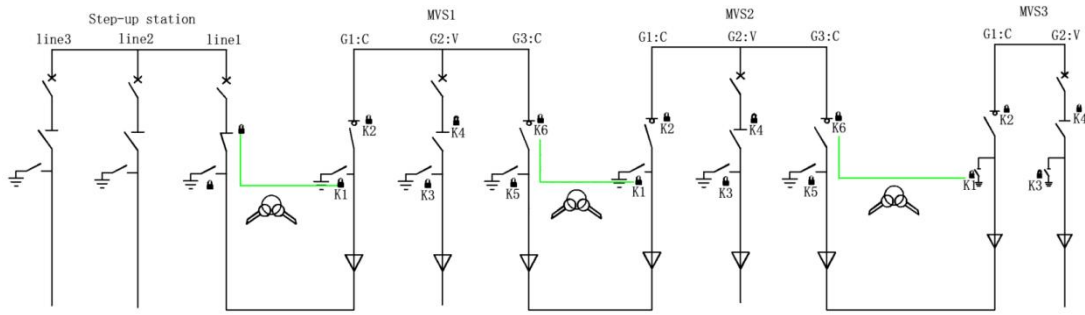 Step-up station
MVS1
MVS2
MVS3
line3
line2
line1
G1:C
G2:V
G3:C
G1:C
G2:V
G3:C
G1:C
G2:V
K2
K4
K6
K2
K4
K6
K2
K4
K1
K3
K5
K1
K3
K5
K1
K3